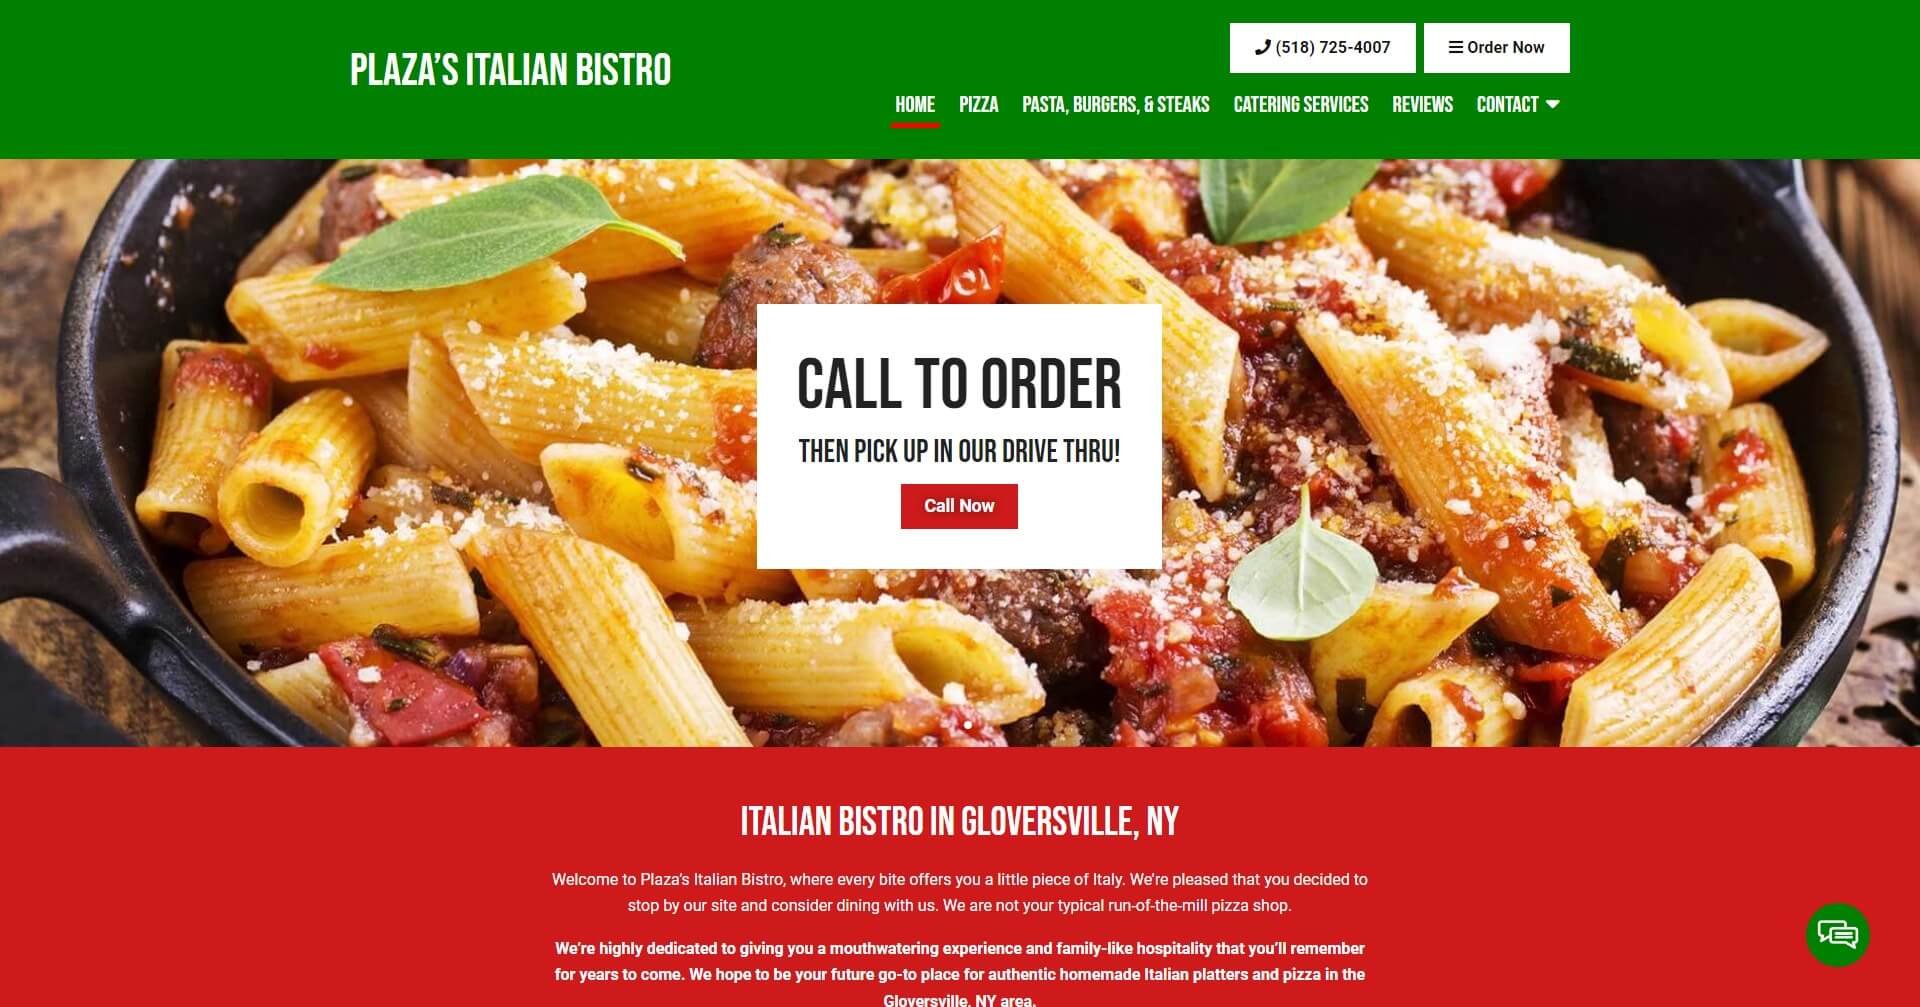 PLAZA’S ITALIAN BISTRO
(518) 725-4007
Order Now
HOME
PIZZA
PASTA, BURGERS, & STEAKS
CATERING SERVICES
REVIEWS
CONTACT
CALL TO ORDER
THEN PICK UP IN OUR DRIVE THRU!
Call Now
ITALIAN BISTRO IN GLOVERSVILLE, NY
Welcome to Plaza’s Italian Bistro, where every bite offers you a little piece of Italy. We’re pleased that you decided to
stop by our site and consider dining with us. We are not your typical run-of-the-mill pizza shop.
We’re highly dedicated to giving you a mouthwatering experience and family-like hospitality that you’ll remember
for years to come. We hope to be your future go-to place for authentic homemade Italian platters and pizza in the
Gloversville, NY area.